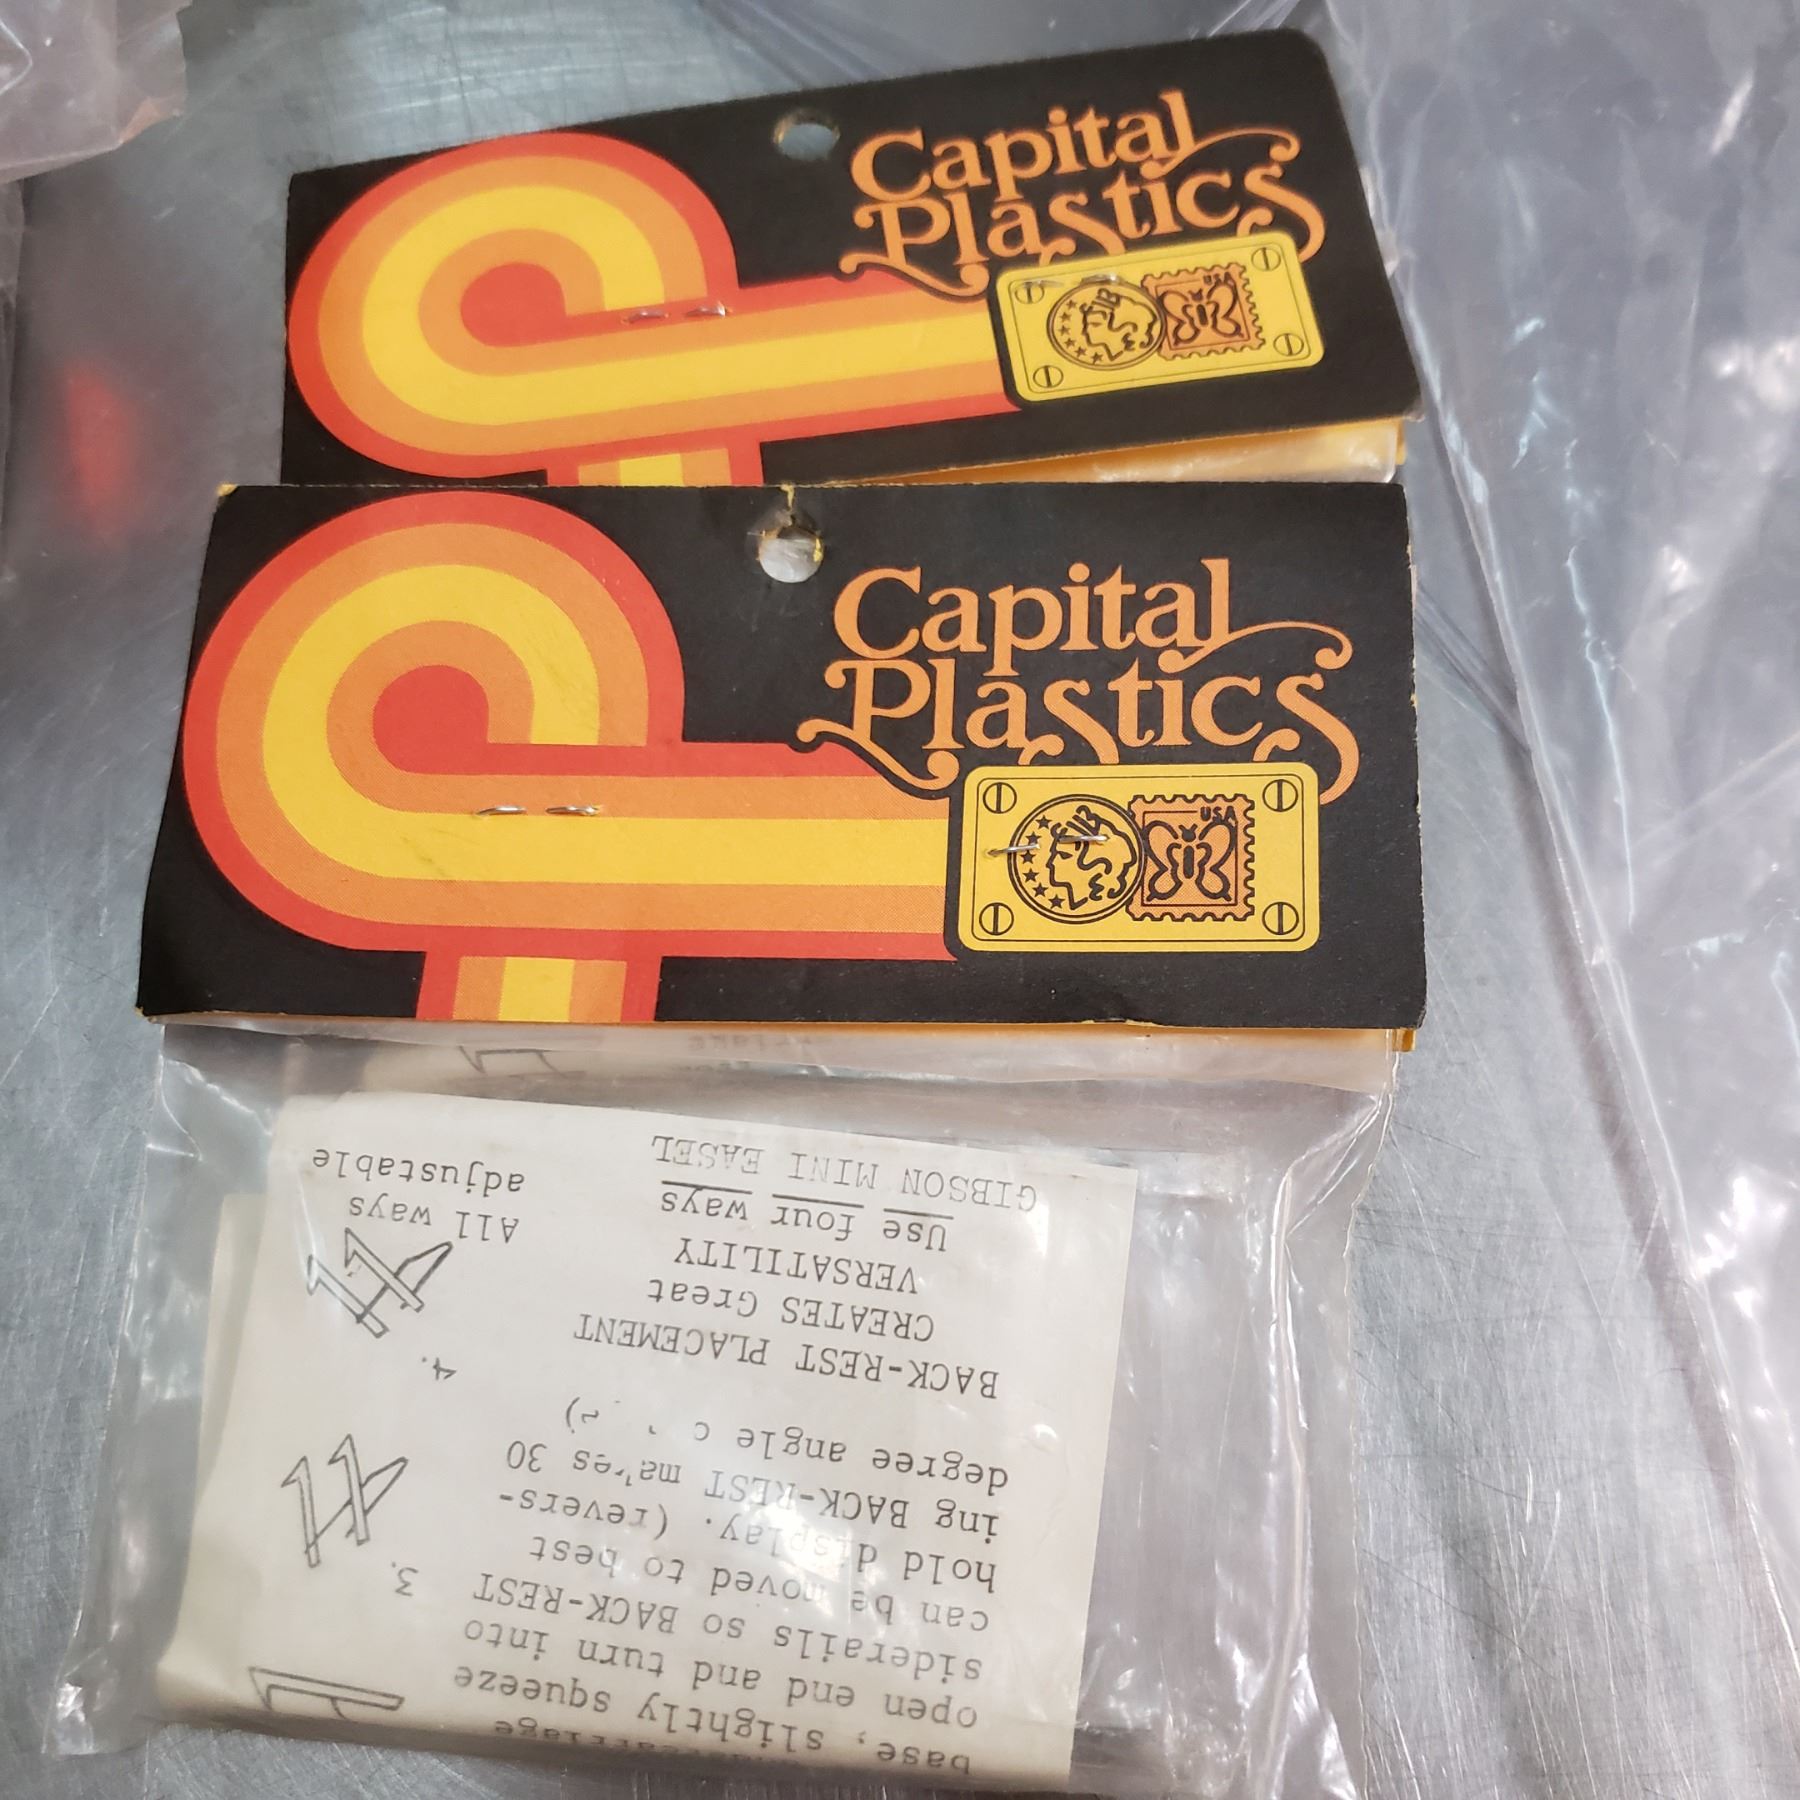 Capital
Plastics
USA
Capital
Plastics
USA
base, slightly squeeze
open end and turn into
siderails so BACK-REST
can be moved to best
hold display. (revers-
ing BACK-REST 30
degree angle
3.
4.
BACK-REST PLACEMENT
CREATES Great
VERSATILITY
Use four ways
GIBSON MINI EASEL
All ways
adjustable